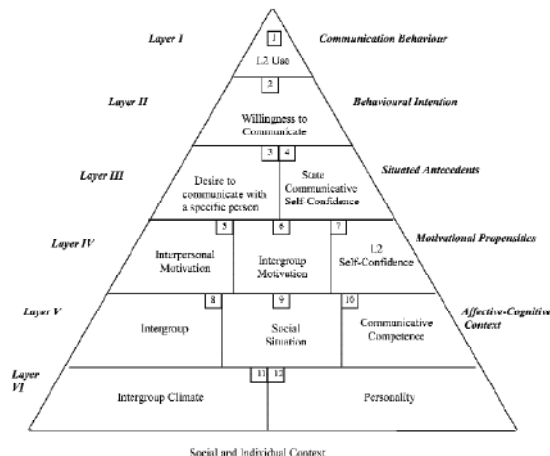 Layer I
1
Communication Behaviour
L2 Use
Layer II
2
Behavioural Intention
Willingness to
Communicate
Layer III
3 4
Situated Antecedents
Desire to
communicate with
a specific person
State
Communicative
Self-Confidence
Layer IV
5 6 7
Motivational Propensities
Interpersonal
Motivation
Intergroup
Motivation
L2
Self-Confidence
Layer V
8 9 10
Affective-Cognitive
Context
Intergroup
Social
Situation
Communicative
Competence
Layer
VI
11 12
Intergroup Climate
Personality
Social and Individual Context